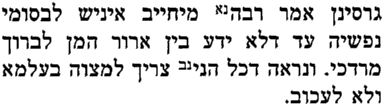 גרסינן אמר רבהנא מיחייב איניש לבסומי
נפשיה עד דלא ידע בין ארור המן לברוך
מרדכי. ונראה דכל הנינב צריך למצוה בעלמא
ולא לעכוב.